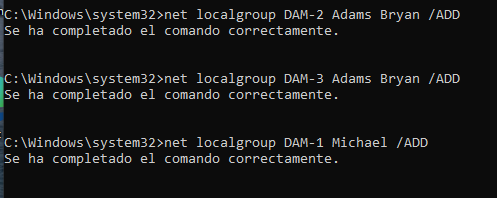 C:\Windows\system32>net localgroup DAM-2 Adams Bryan /ADD
Se ha completado el comando correctamente.
C:\Windows\system32>net localgroup DAM-3 Adams Bryan /ADD
Se ha completado el comando correctamente.
C:\Windows\system32>net localgroup DAM-1 Michael /ADD
Se ha completado el comando correctamente.